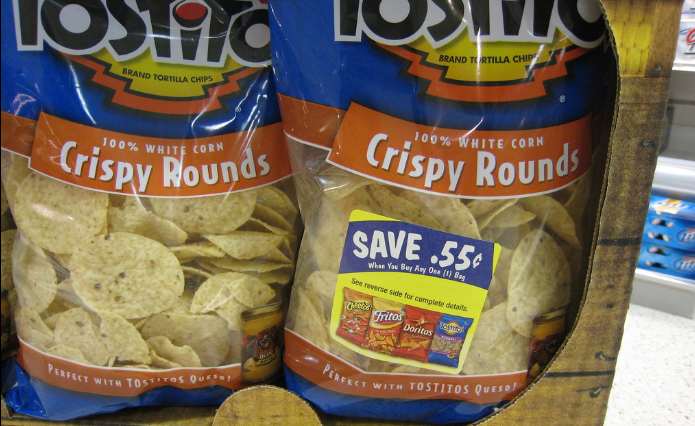 TOSTITO
BRAND TORTILLA CHIPS
100% WHITE CORN
Crispy Rounds
PERFECT WITH TOSTITOS QUESO!
TOSTITO
BRAND TORTILLA CHIPS
®
100% WHITE CORN
Crispy Rounds
SAVE .55¢
When You Buy Any One (1) Bag
See reverse side for complete details.
Cheetos
Fritos
Doritos
TOSTITOS
PERFECT WITH TOSTITOS QUESO!